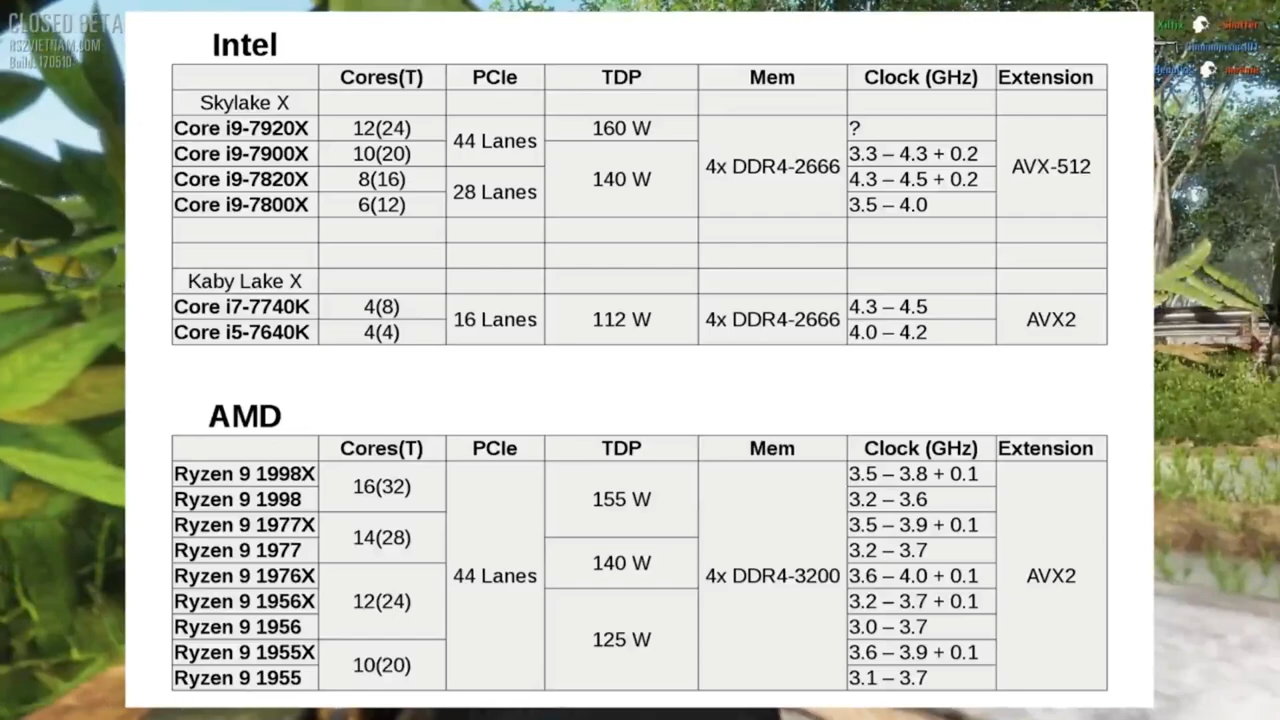 CLOSED BETA
RS2VIETNAM.COM
Build: 170510
Intel
Cores(T) PCIe TDP Mem Clock (GHz) Extension
Skylake X
Core i9-7920X 12(24) 44 Lanes 160 W 4x DDR4-2666 ? AVX-512
Core i9-7900X 10(20) 140 W 3.3 – 4.3 + 0.2
Core i9-7820X 8(16) 28 Lanes 4.3 – 4.5 + 0.2
Core i9-7800X 6(12) 3.5 – 4.0
Kaby Lake X
Core i7-7740K 4(8) 16 Lanes 112 W 4x DDR4-2666 4.3 – 4.5 AVX2
Core i5-7640K 4(4) 4.0 – 4.2
AMD
Cores(T) PCIe TDP Mem Clock (GHz) Extension
Ryzen 9 1998X 16(32) 44 Lanes 155 W 4x DDR4-3200 3.5 – 3.8 + 0.1 AVX2
Ryzen 9 1998 3.2 – 3.6
Ryzen 9 1977X 14(28) 3.5 – 3.9 + 0.1
Ryzen 9 1977 140 W 3.2 – 3.7
Ryzen 9 1976X 12(24) 3.6 – 4.0 + 0.1
Ryzen 9 1956X 125 W 3.2 – 3.7 + 0.1
Ryzen 9 1956 3.0 – 3.7
Ryzen 9 1955X 10(20) 3.6 – 3.9 + 0.1
Ryzen 9 1955 3.1 – 3.7